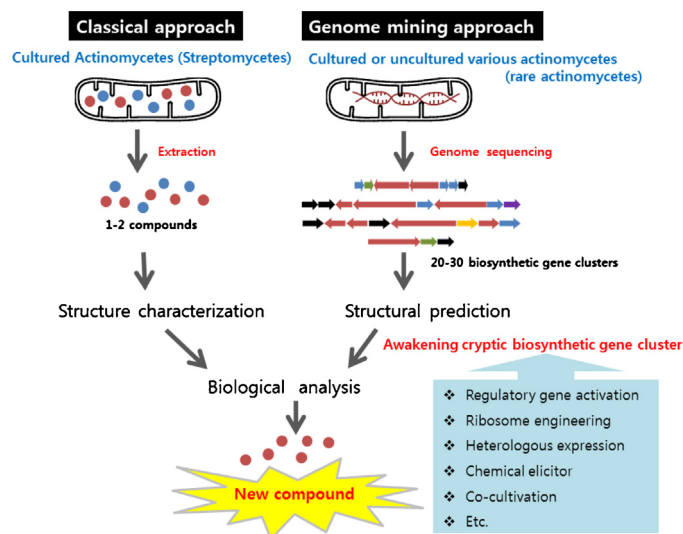 Classical approach
Genome mining approach
Cultured Actinomycetes (Streptomycetes)
Cultured or uncultured various actinomycetes
(rare actinomycetes)
Extraction
Genome sequencing
1-2 compounds
20-30 biosynthetic gene clusters
Structure characterization
Structural prediction
Awakening cryptic biosynthetic gene cluster
Biological analysis
New compound
❖ Regulatory gene activation
❖ Ribosome engineering
❖ Heterologous expression
❖ Chemical elicitor
❖ Co-cultivation
❖ Etc.